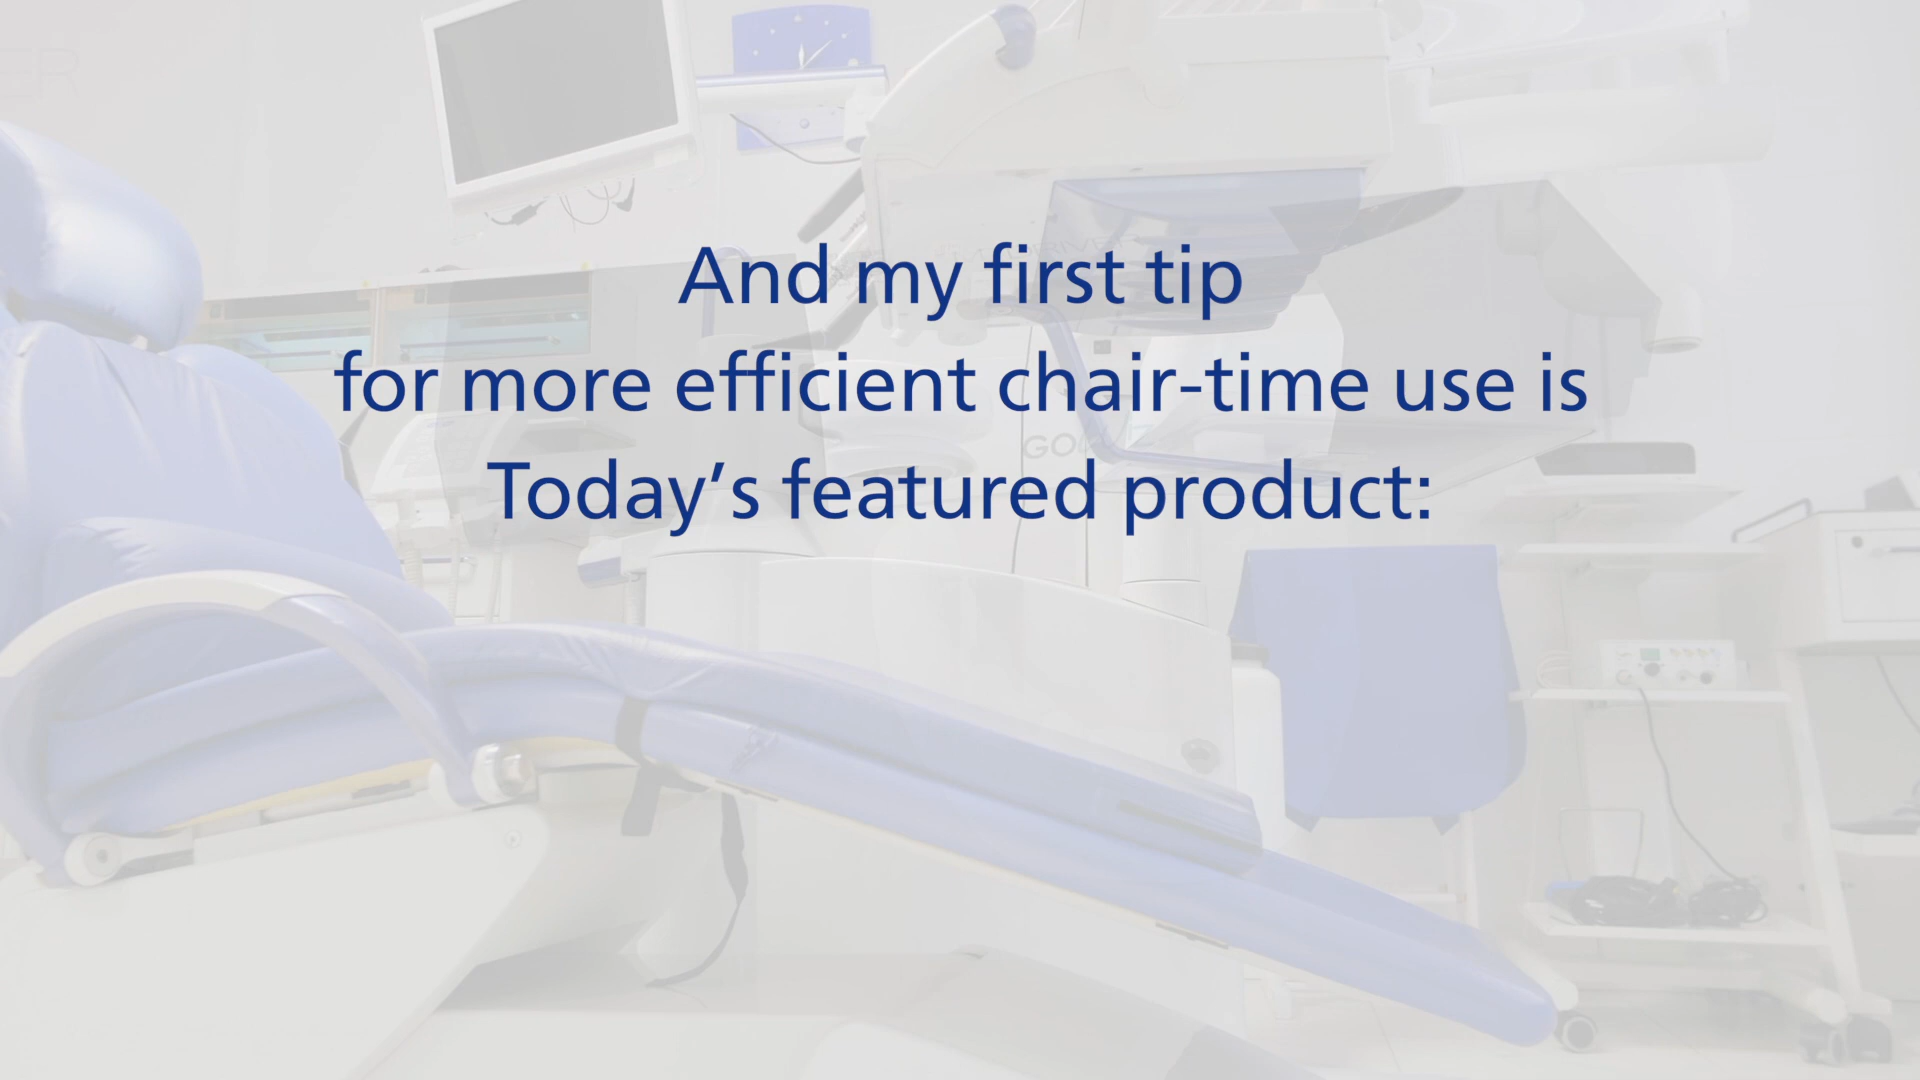 And my first tip
for more efficient chair-time use is
Today’s featured product: